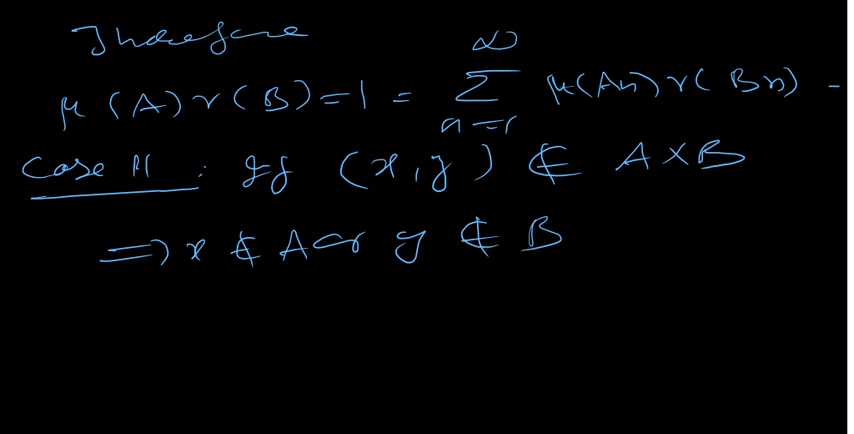 Therefore
μ(A)ν(B)=1=∑_{n=1}^{∞} μ(An)ν(Bn) -
Case II: If (x,y) ∉ A×B
⟹ x ∉ A or y ∉ B